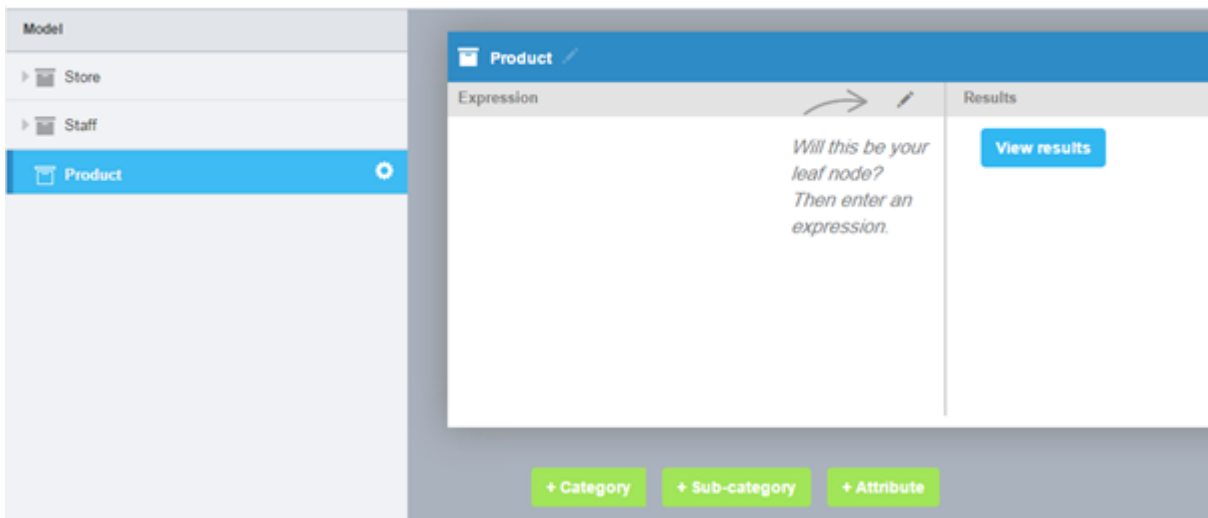 Model
Store
Staff
Product
Product
Expression
Results
Will this be your
leaf node?
Then enter an
expression.
View results
+ Category
+ Sub-category
+ Attribute